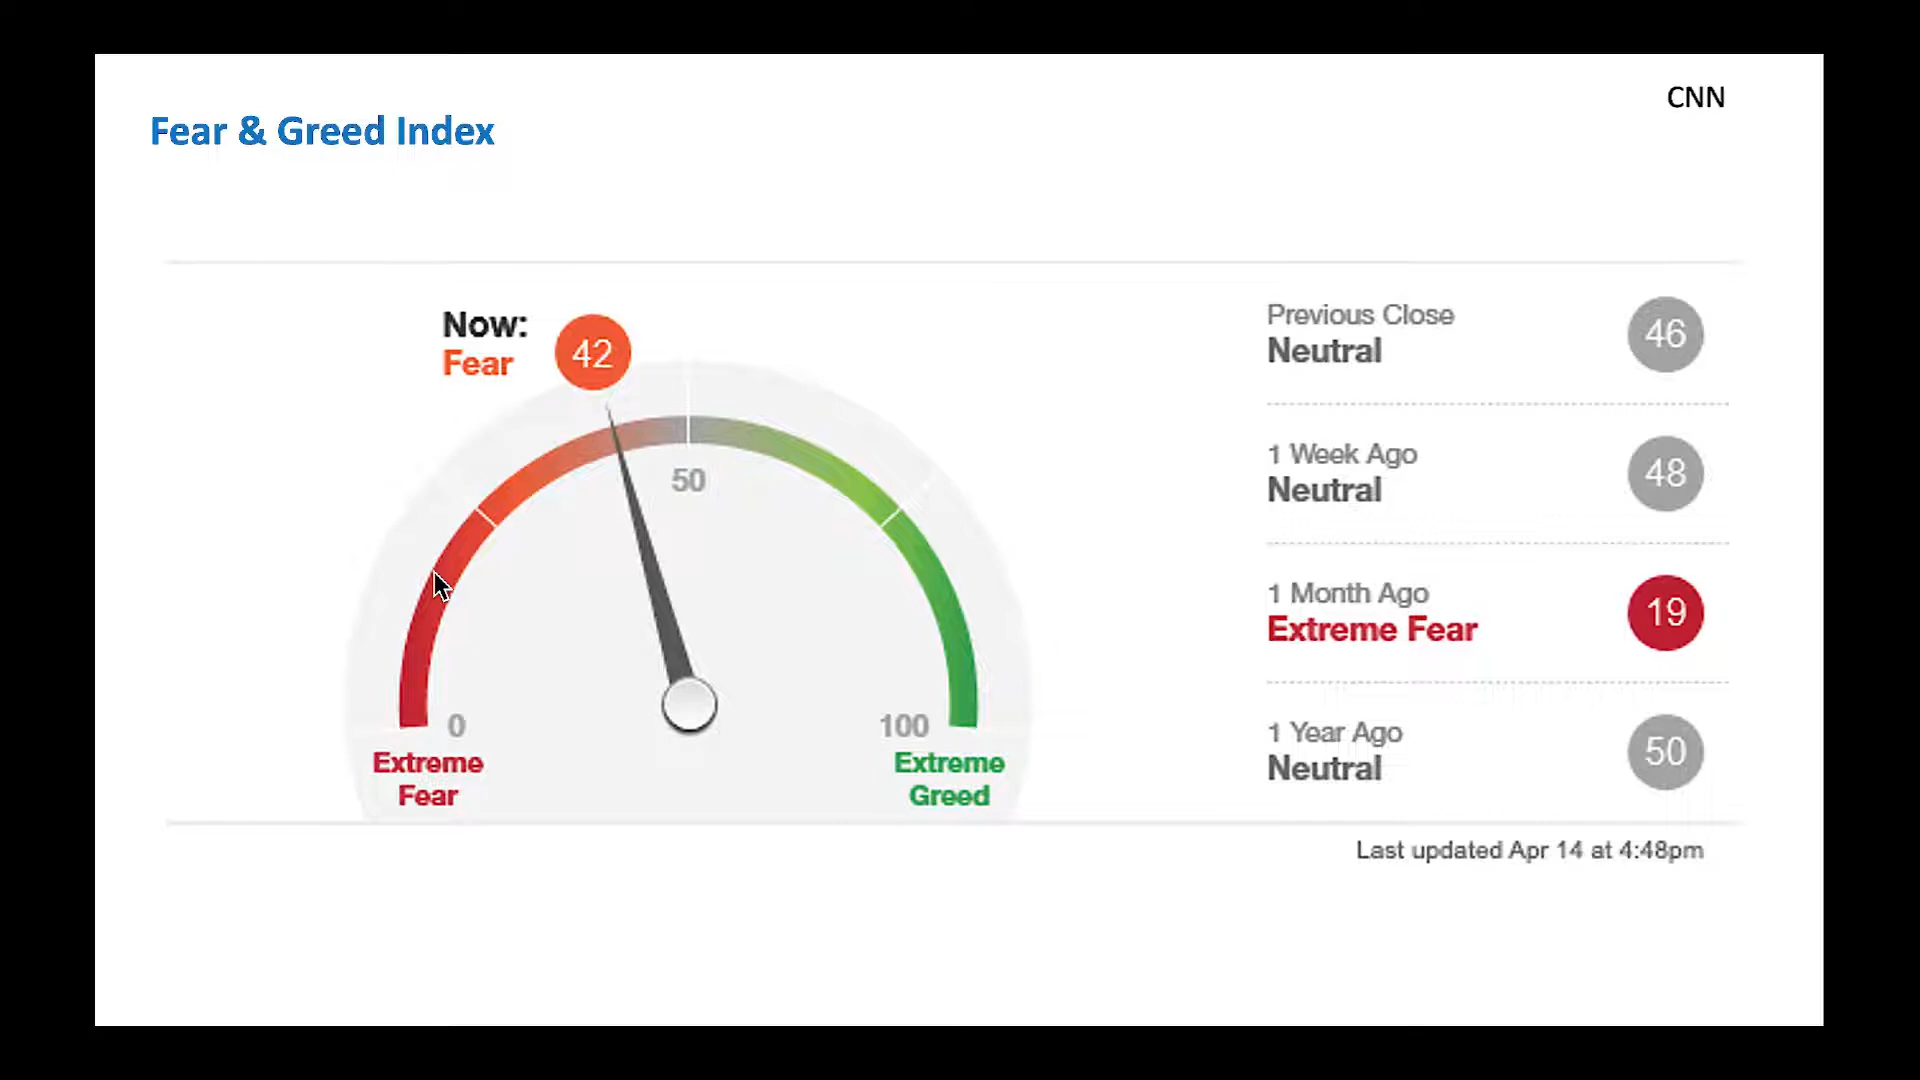 CNN
Fear & Greed Index
Now:
Fear
42
50
0
100
Extreme
Fear
Extreme
Greed
Previous Close
Neutral
46
1 Week Ago
Neutral
48
1 Month Ago
Extreme Fear
19
1 Year Ago
Neutral
50
Last updated Apr 14 at 4:48pm